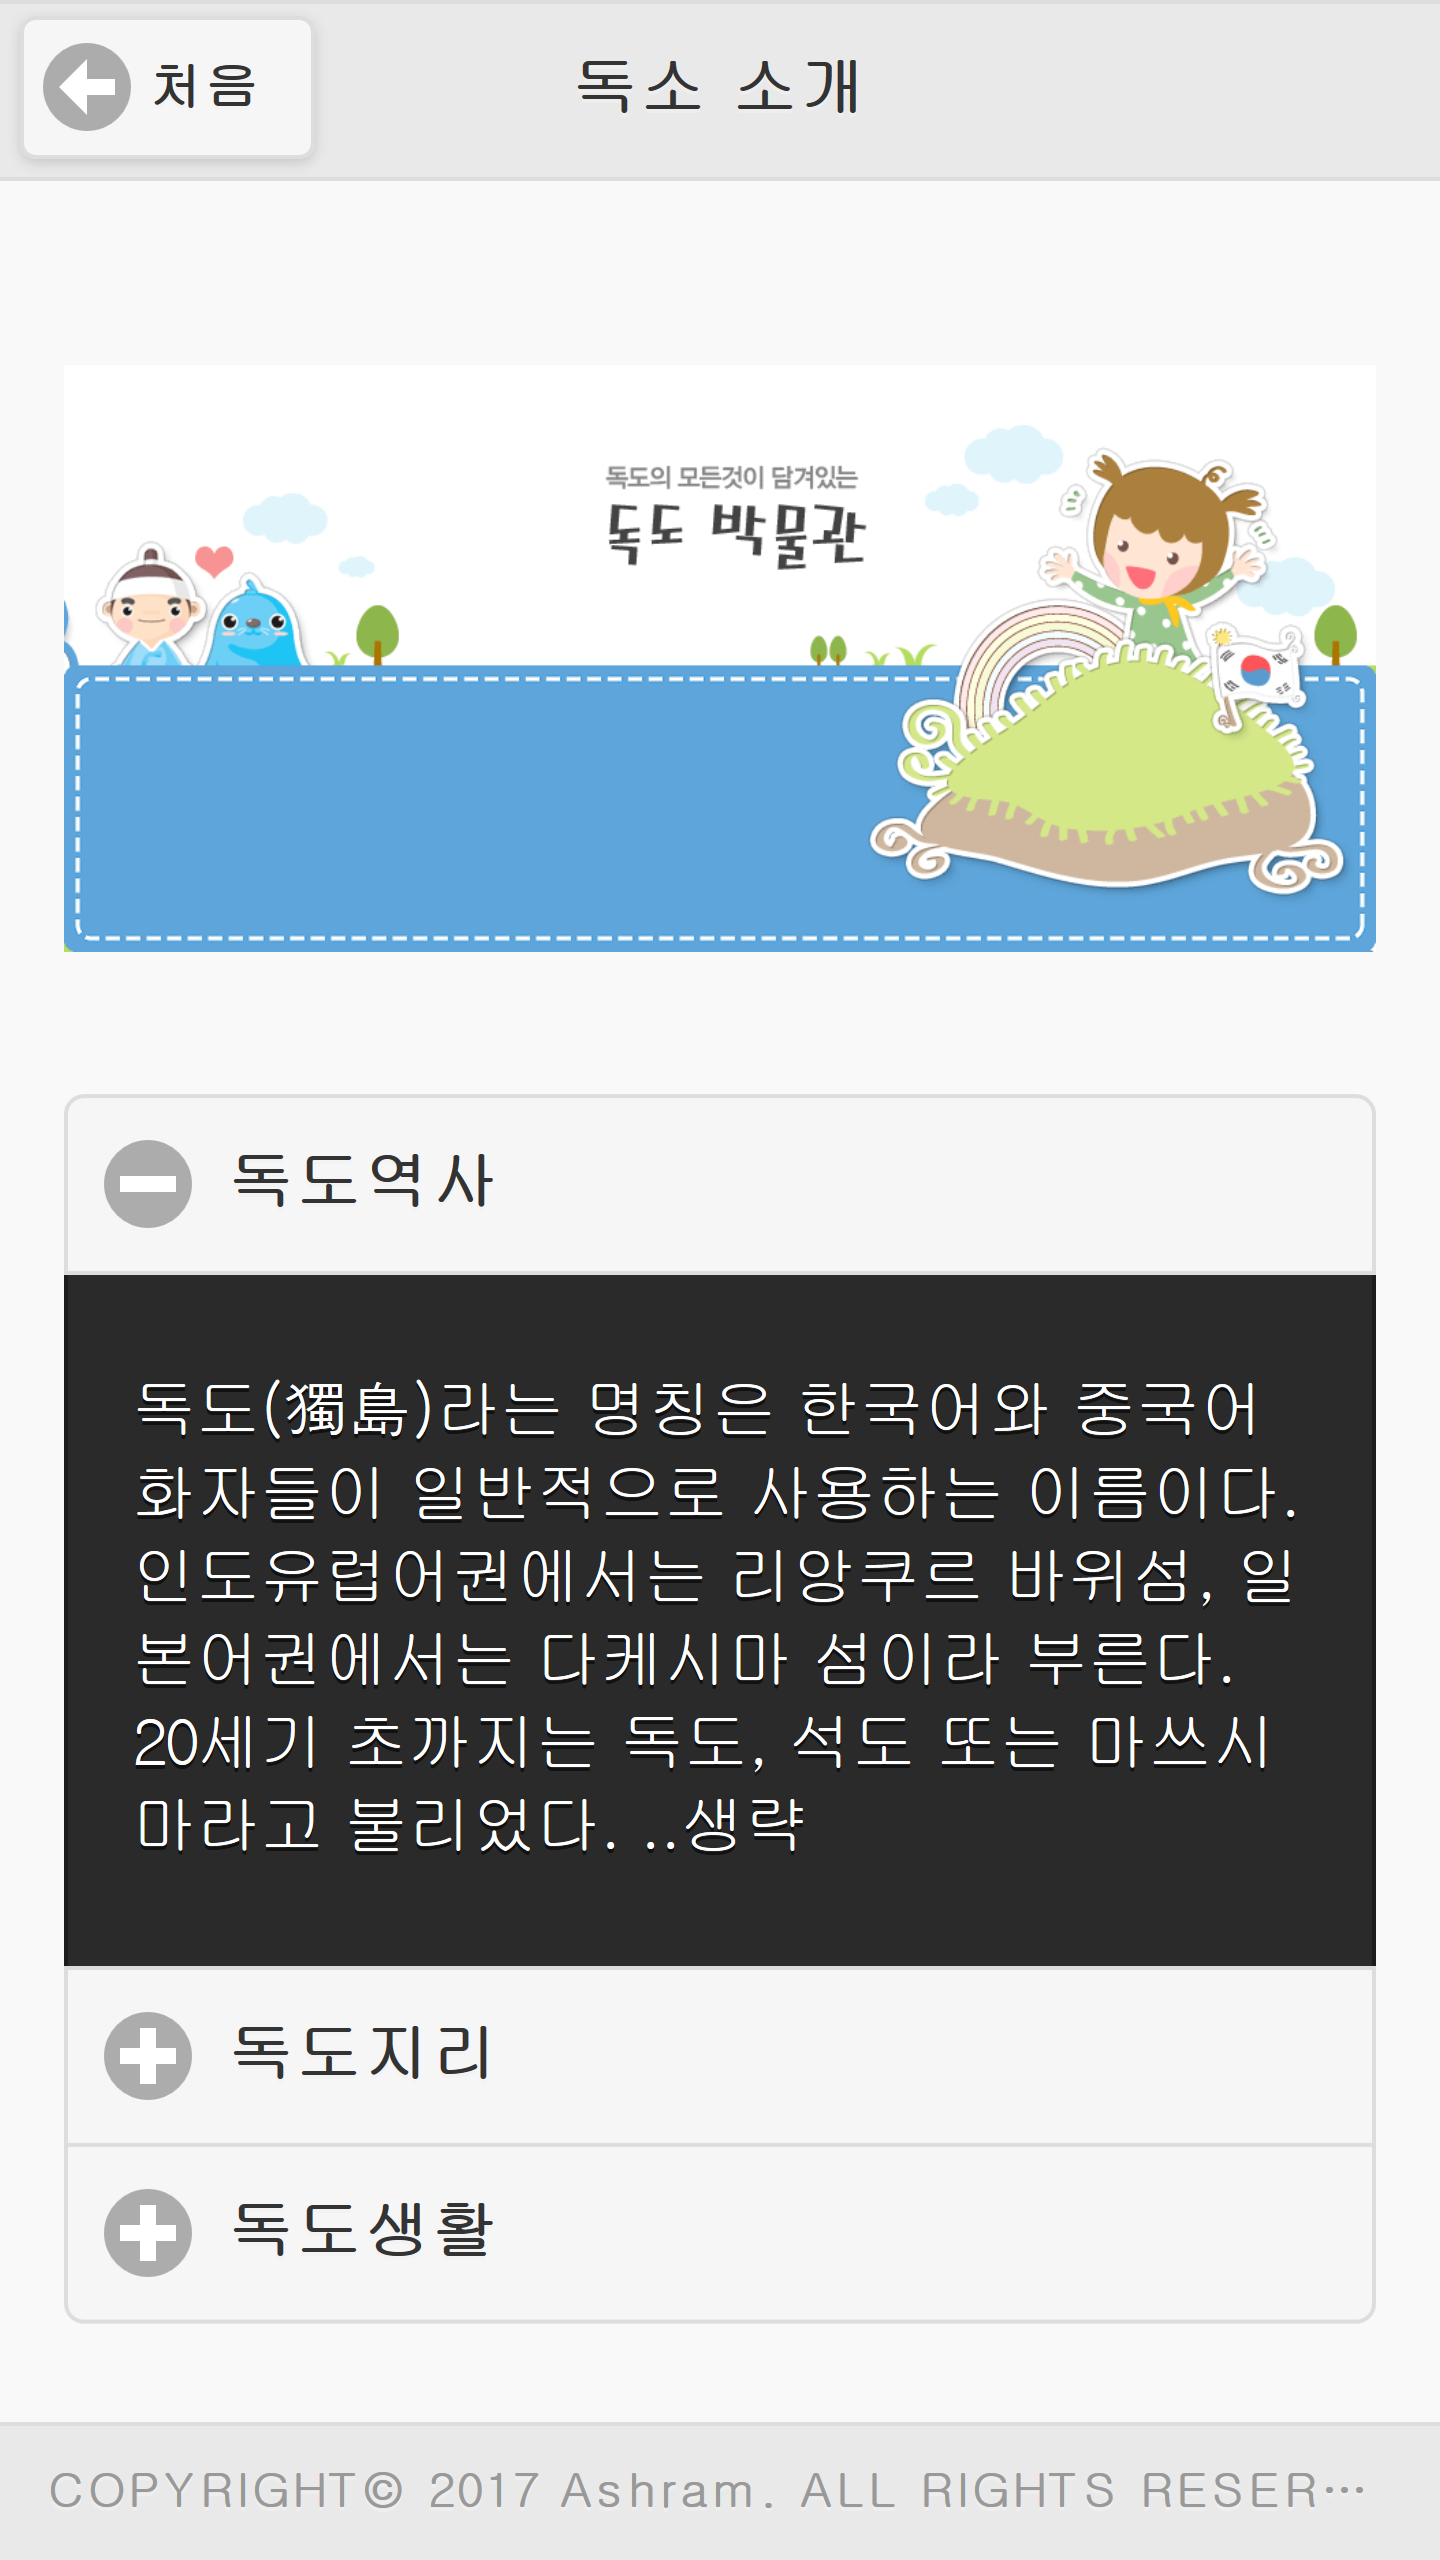 처음
독소 소개
독도의 모든것이 담겨있는
독도 박물관
독도역사
독도(獨島)라는 명칭은 한국어와 중국어
화자들이 일반적으로 사용하는 이름이다.
인도유럽어권에서는 리앙쿠르 바위섬, 일
본어권에서는 다케시마 섬이라 부른다.
20세기 초까지는 독도, 석도 또는 마쓰시
마라고 불리었다. ..생략
독도지리
독도생활
COPYRIGHT© 2017 Ashram. ALL RIGHTS RESER…